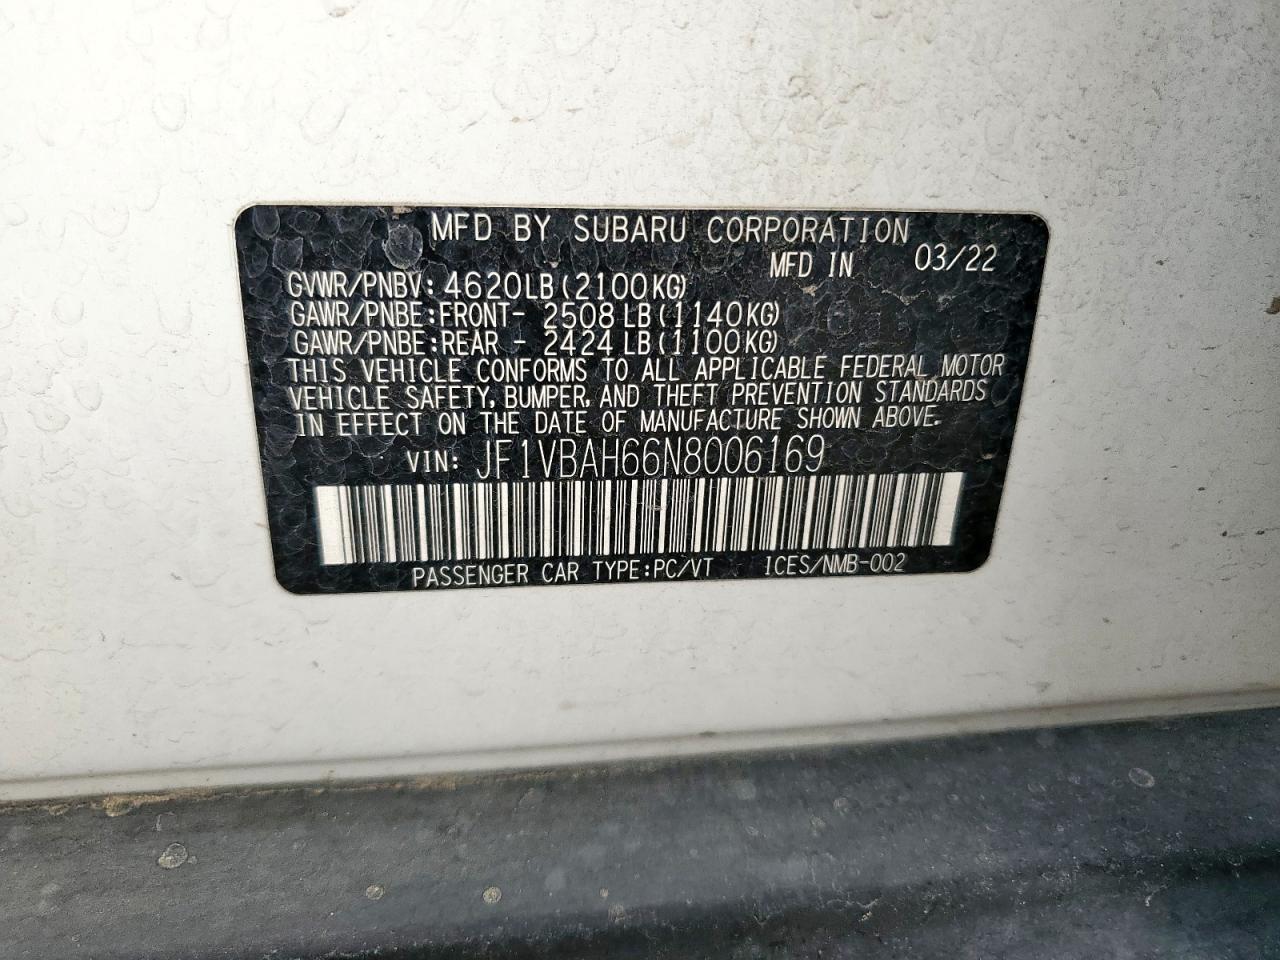 MFD BY SUBARU CORPORATION
MFD IN 03/22
GVWR/PNBV: 4620LB(2100KG)
GAWR/PNBE:FRONT- 2508 LB(1140KG)
GAWR/PNBE:REAR - 2424 LB(1100KG)
THIS VEHICLE CONFORMS TO ALL APPLICABLE FEDERAL MOTOR
VEHICLE SAFETY, BUMPER, AND THEFT PREVENTION STANDARDS
IN EFFECT ON THE DATE OF MANUFACTURE SHOWN ABOVE.
VIN: JF1VBAH66N8006169
PASSENGER CAR TYPE:PC/VT ICES/NMB-002